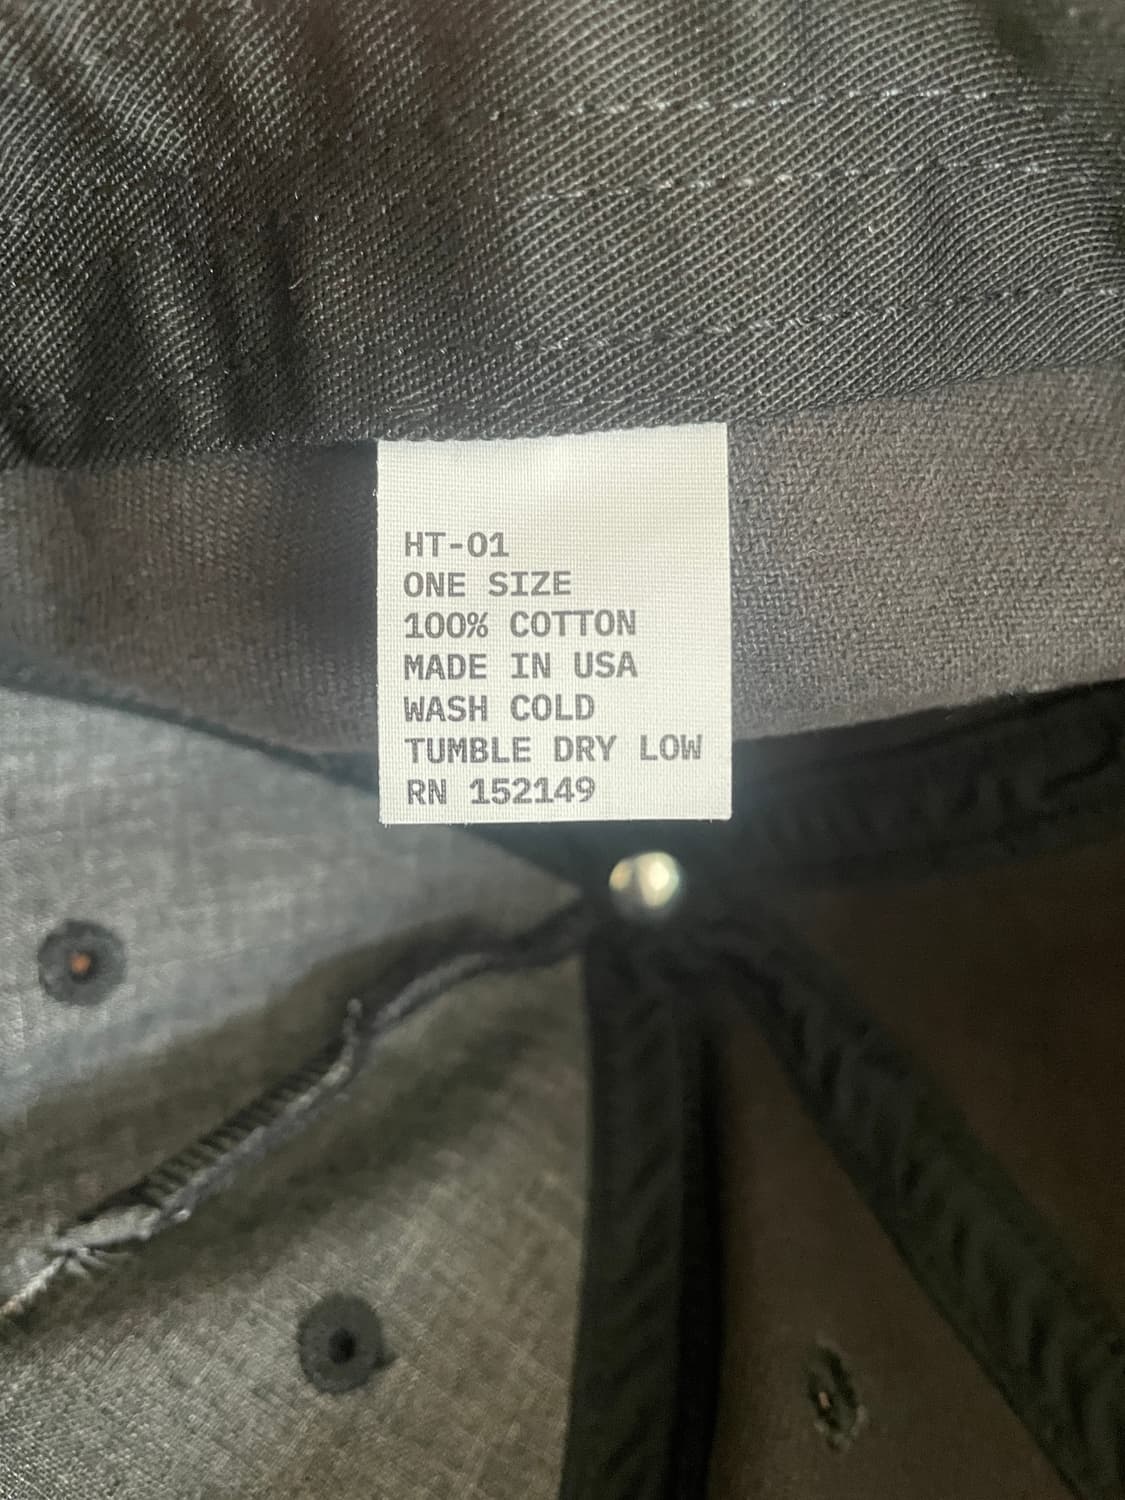 HT-01
ONE SIZE
100% COTTON
MADE IN USA
WASH COLD
TUMBLE DRY LOW
RN 152149